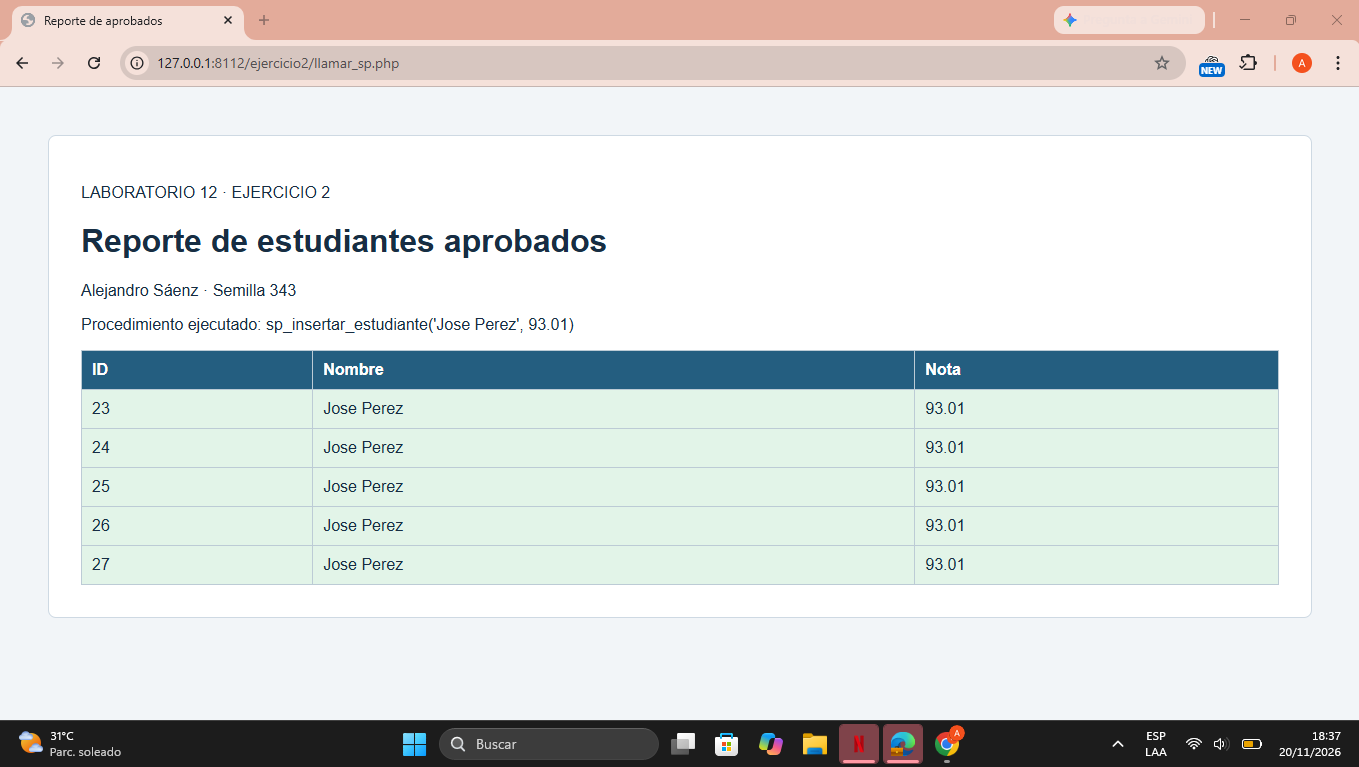 Reporte de aprobados
127.0.0.1:8112/ejercicio2/llamar_sp.php
NEW
A
LABORATORIO 12 · EJERCICIO 2
Reporte de estudiantes aprobados
Alejandro Sáenz · Semilla 343
Procedimiento ejecutado: sp_insertar_estudiante('Jose Perez', 93.01)
ID Nombre Nota
23 Jose Perez 93.01
24 Jose Perez 93.01
25 Jose Perez 93.01
26 Jose Perez 93.01
27 Jose Perez 93.01
31°C
Parc. soleado
Buscar
A
ESP
LAA
18:37
20/11/2026